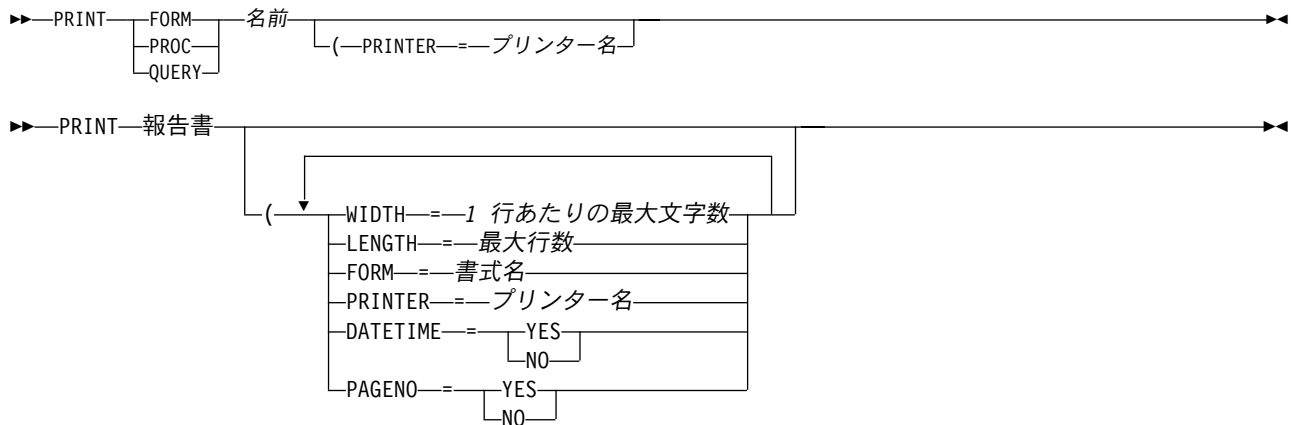 PRINT FORM 名前
PROC
QUERY
( PRINTER = プリンター名
PRINT 報告書
( WIDTH = 1 行あたりの最大文字数
LENGTH = 最大行数
FORM = 書式名
PRINTER = プリンター名
DATETIME = YES
NO
PAGENO = YES
NO